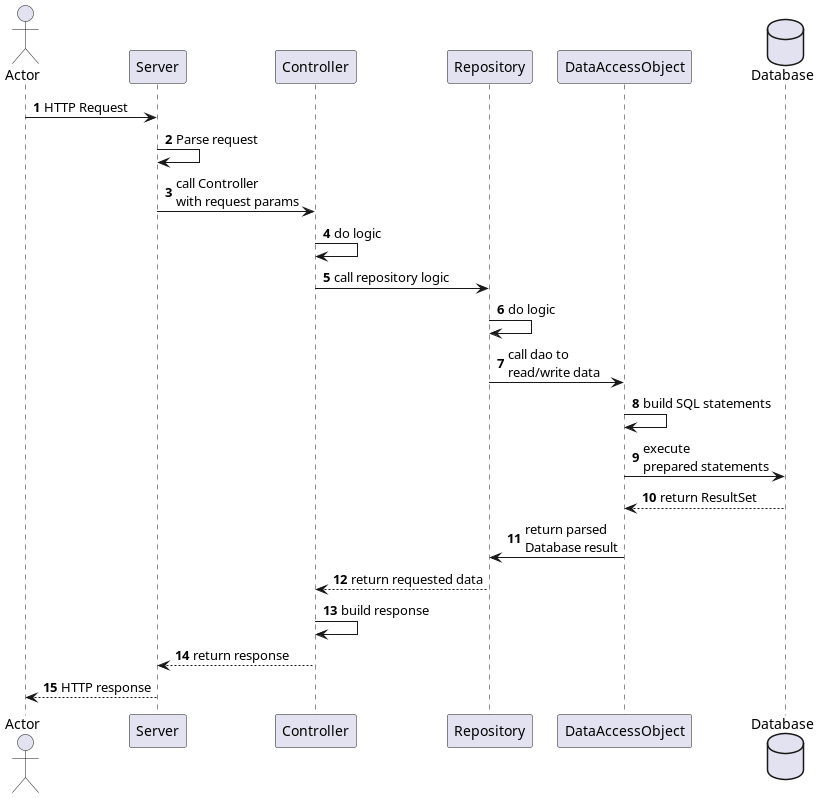 Actor
Server
Controller
Repository
DataAccessObject
Database
1 HTTP Request
2 Parse request
3 call Controller
with request params
4 do logic
5 call repository logic
6 do logic
7 call dao to
read/write data
8 build SQL statements
9 execute
prepared statements
10 return ResultSet
11 return parsed
Database result
12 return requested data
13 build response
14 return response
15 HTTP response
Actor
Server
Controller
Repository
DataAccessObject
Database